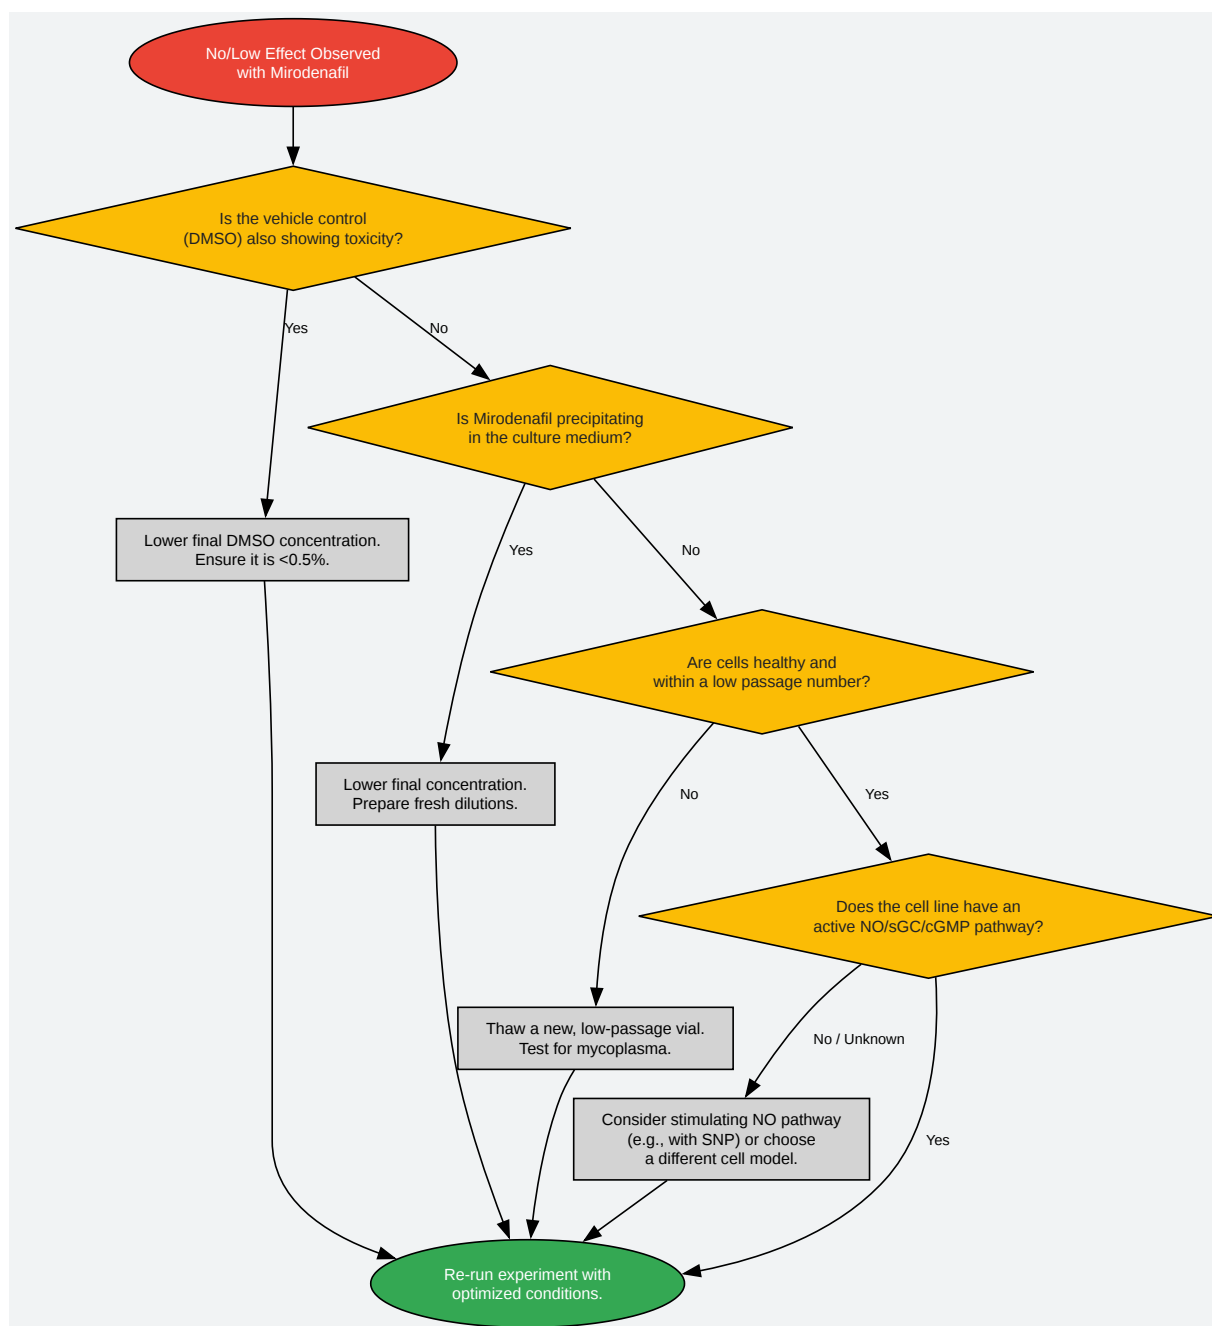 No/Low Effect Observed
with Mirodenafil
Is the vehicle control
(DMSO) also showing toxicity?
Yes
No
Is Mirodenafil precipitating
in the culture medium?
Lower final DMSO concentration.
Ensure it is <0.5%.
Yes
No
Are cells healthy and
within a low passage number?
Lower final concentration.
Prepare fresh dilutions.
No
Yes
Does the cell line have an
active NO/sGC/cGMP pathway?
Thaw a new, low-passage vial.
Test for mycoplasma.
No / Unknown
Consider stimulating NO pathway
(e.g., with SNP) or choose
a different cell model.
Yes
Re-run experiment with
optimized conditions.